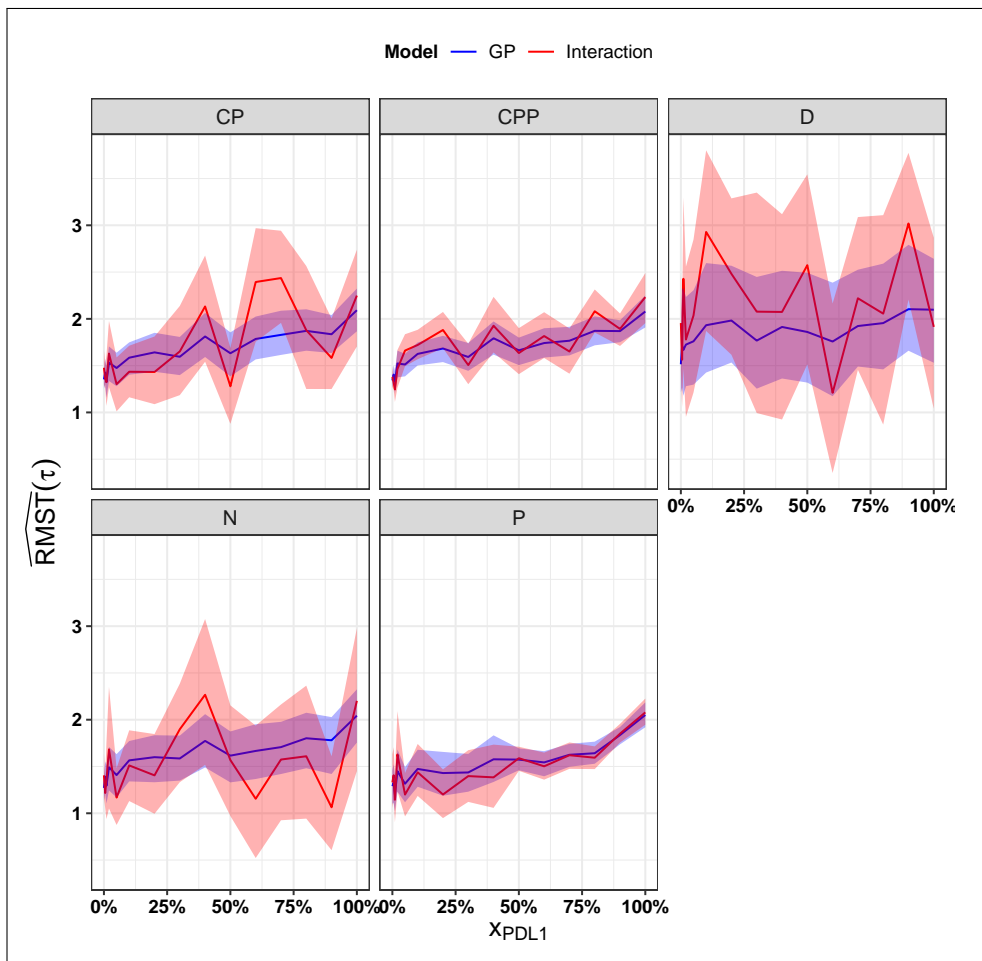 Model GP Interaction
CP CPP D
3
2
1
0% 25% 50% 75% 100%
N P
3
2
1
0% 25% 50% 75% 100% 0% 25% 50% 75% 100%
RMST(τ)
xPDL1